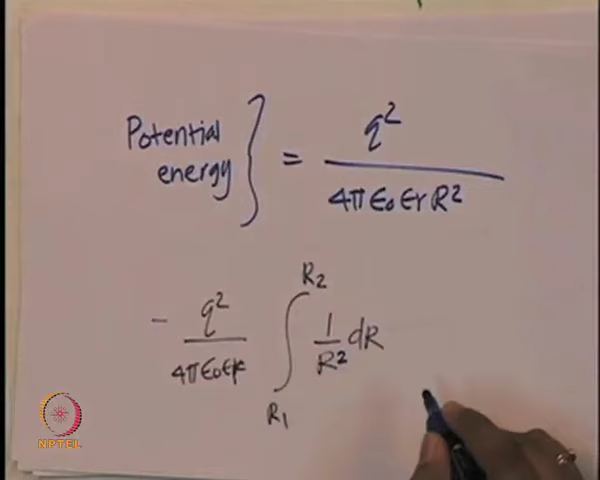 Potential energy } = q² / 4π ϵ₀ ϵr R²
- q² / 4π ϵ₀ ϵr ∫ R₁ R₂ 1/R² dR
NPTEL